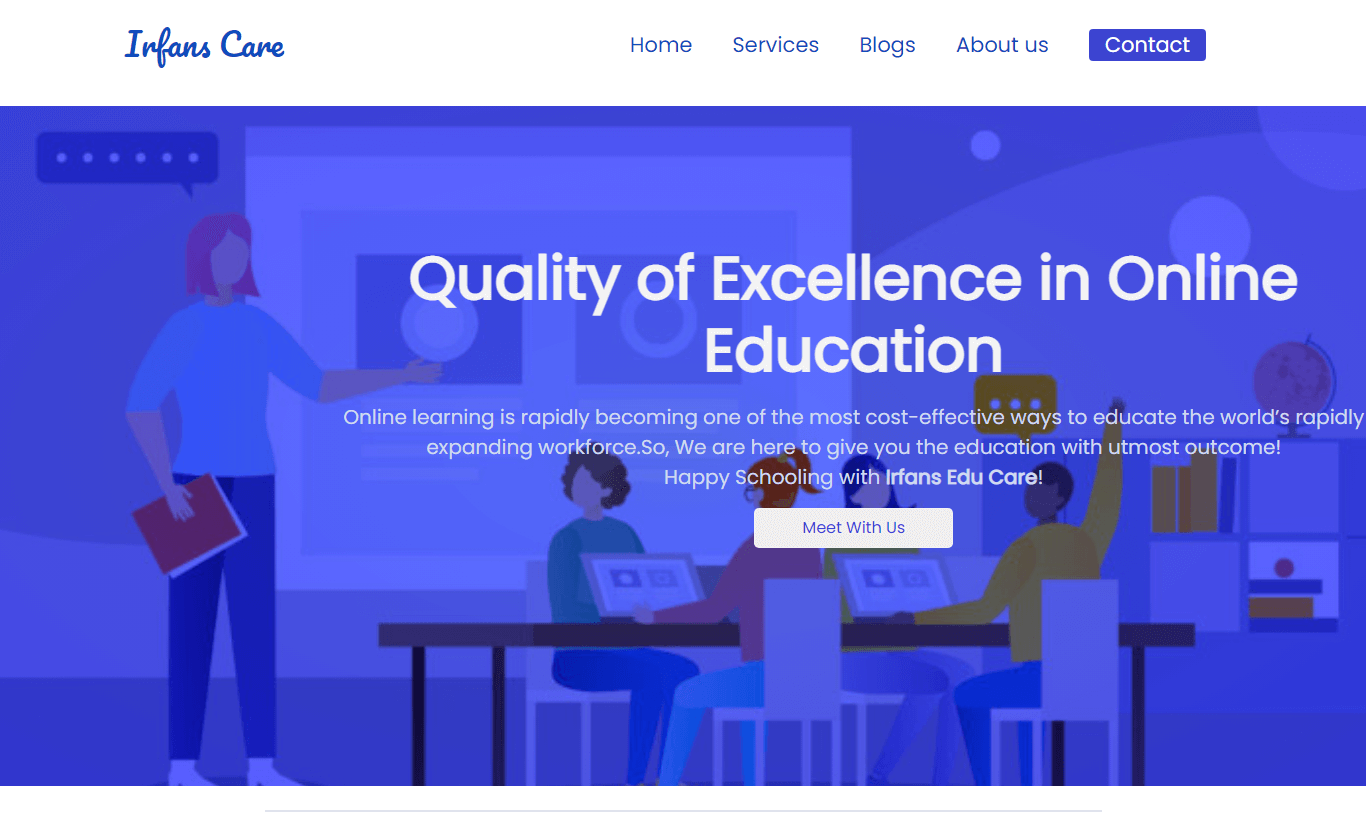 Irfans Care
Home Services Blogs About us Contact
Quality of Excellence in Online
Education
Online learning is rapidly becoming one of the most cost-effective ways to educate the world’s rapidly
expanding workforce.So, We are here to give you the education with utmost outcome!
Happy Schooling with Irfans Edu Care!
Meet With Us